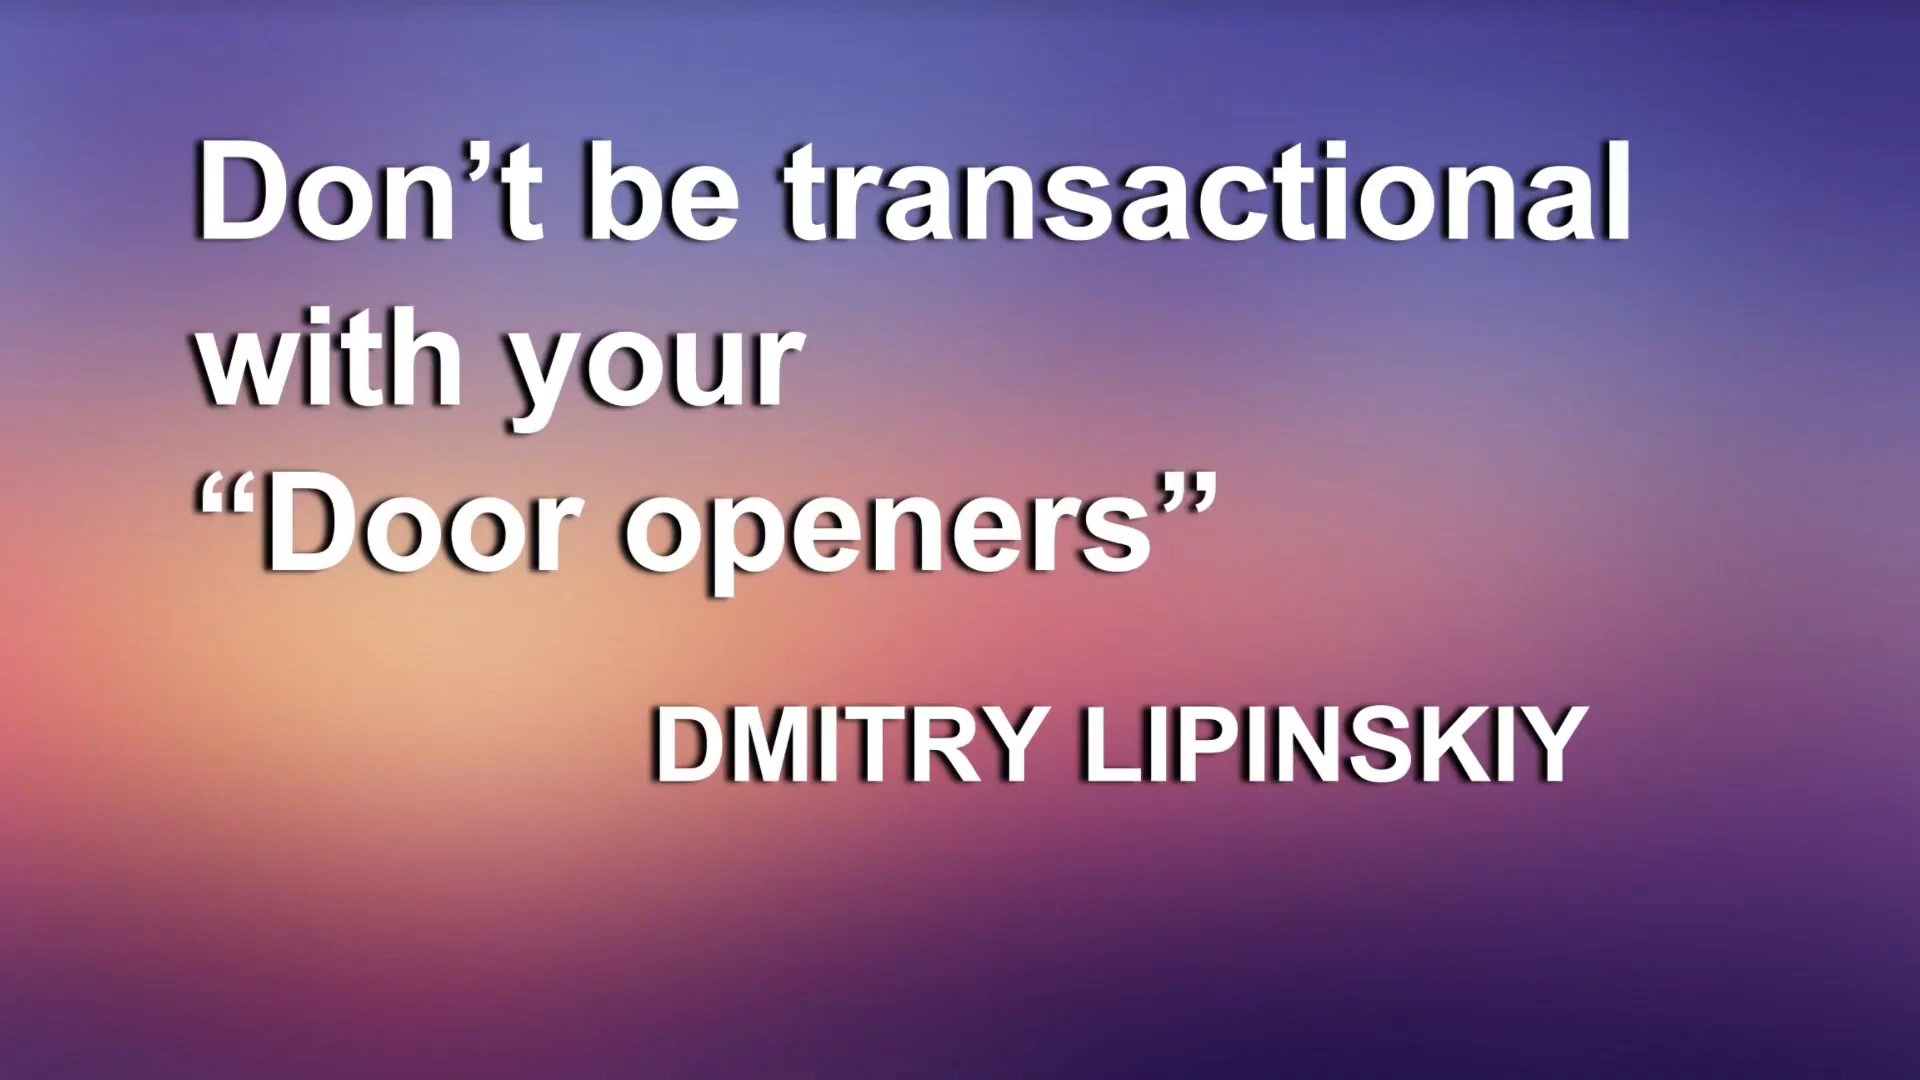 Don’t be transactional
with your
“Door openers”
DMITRY LIPINSKIY